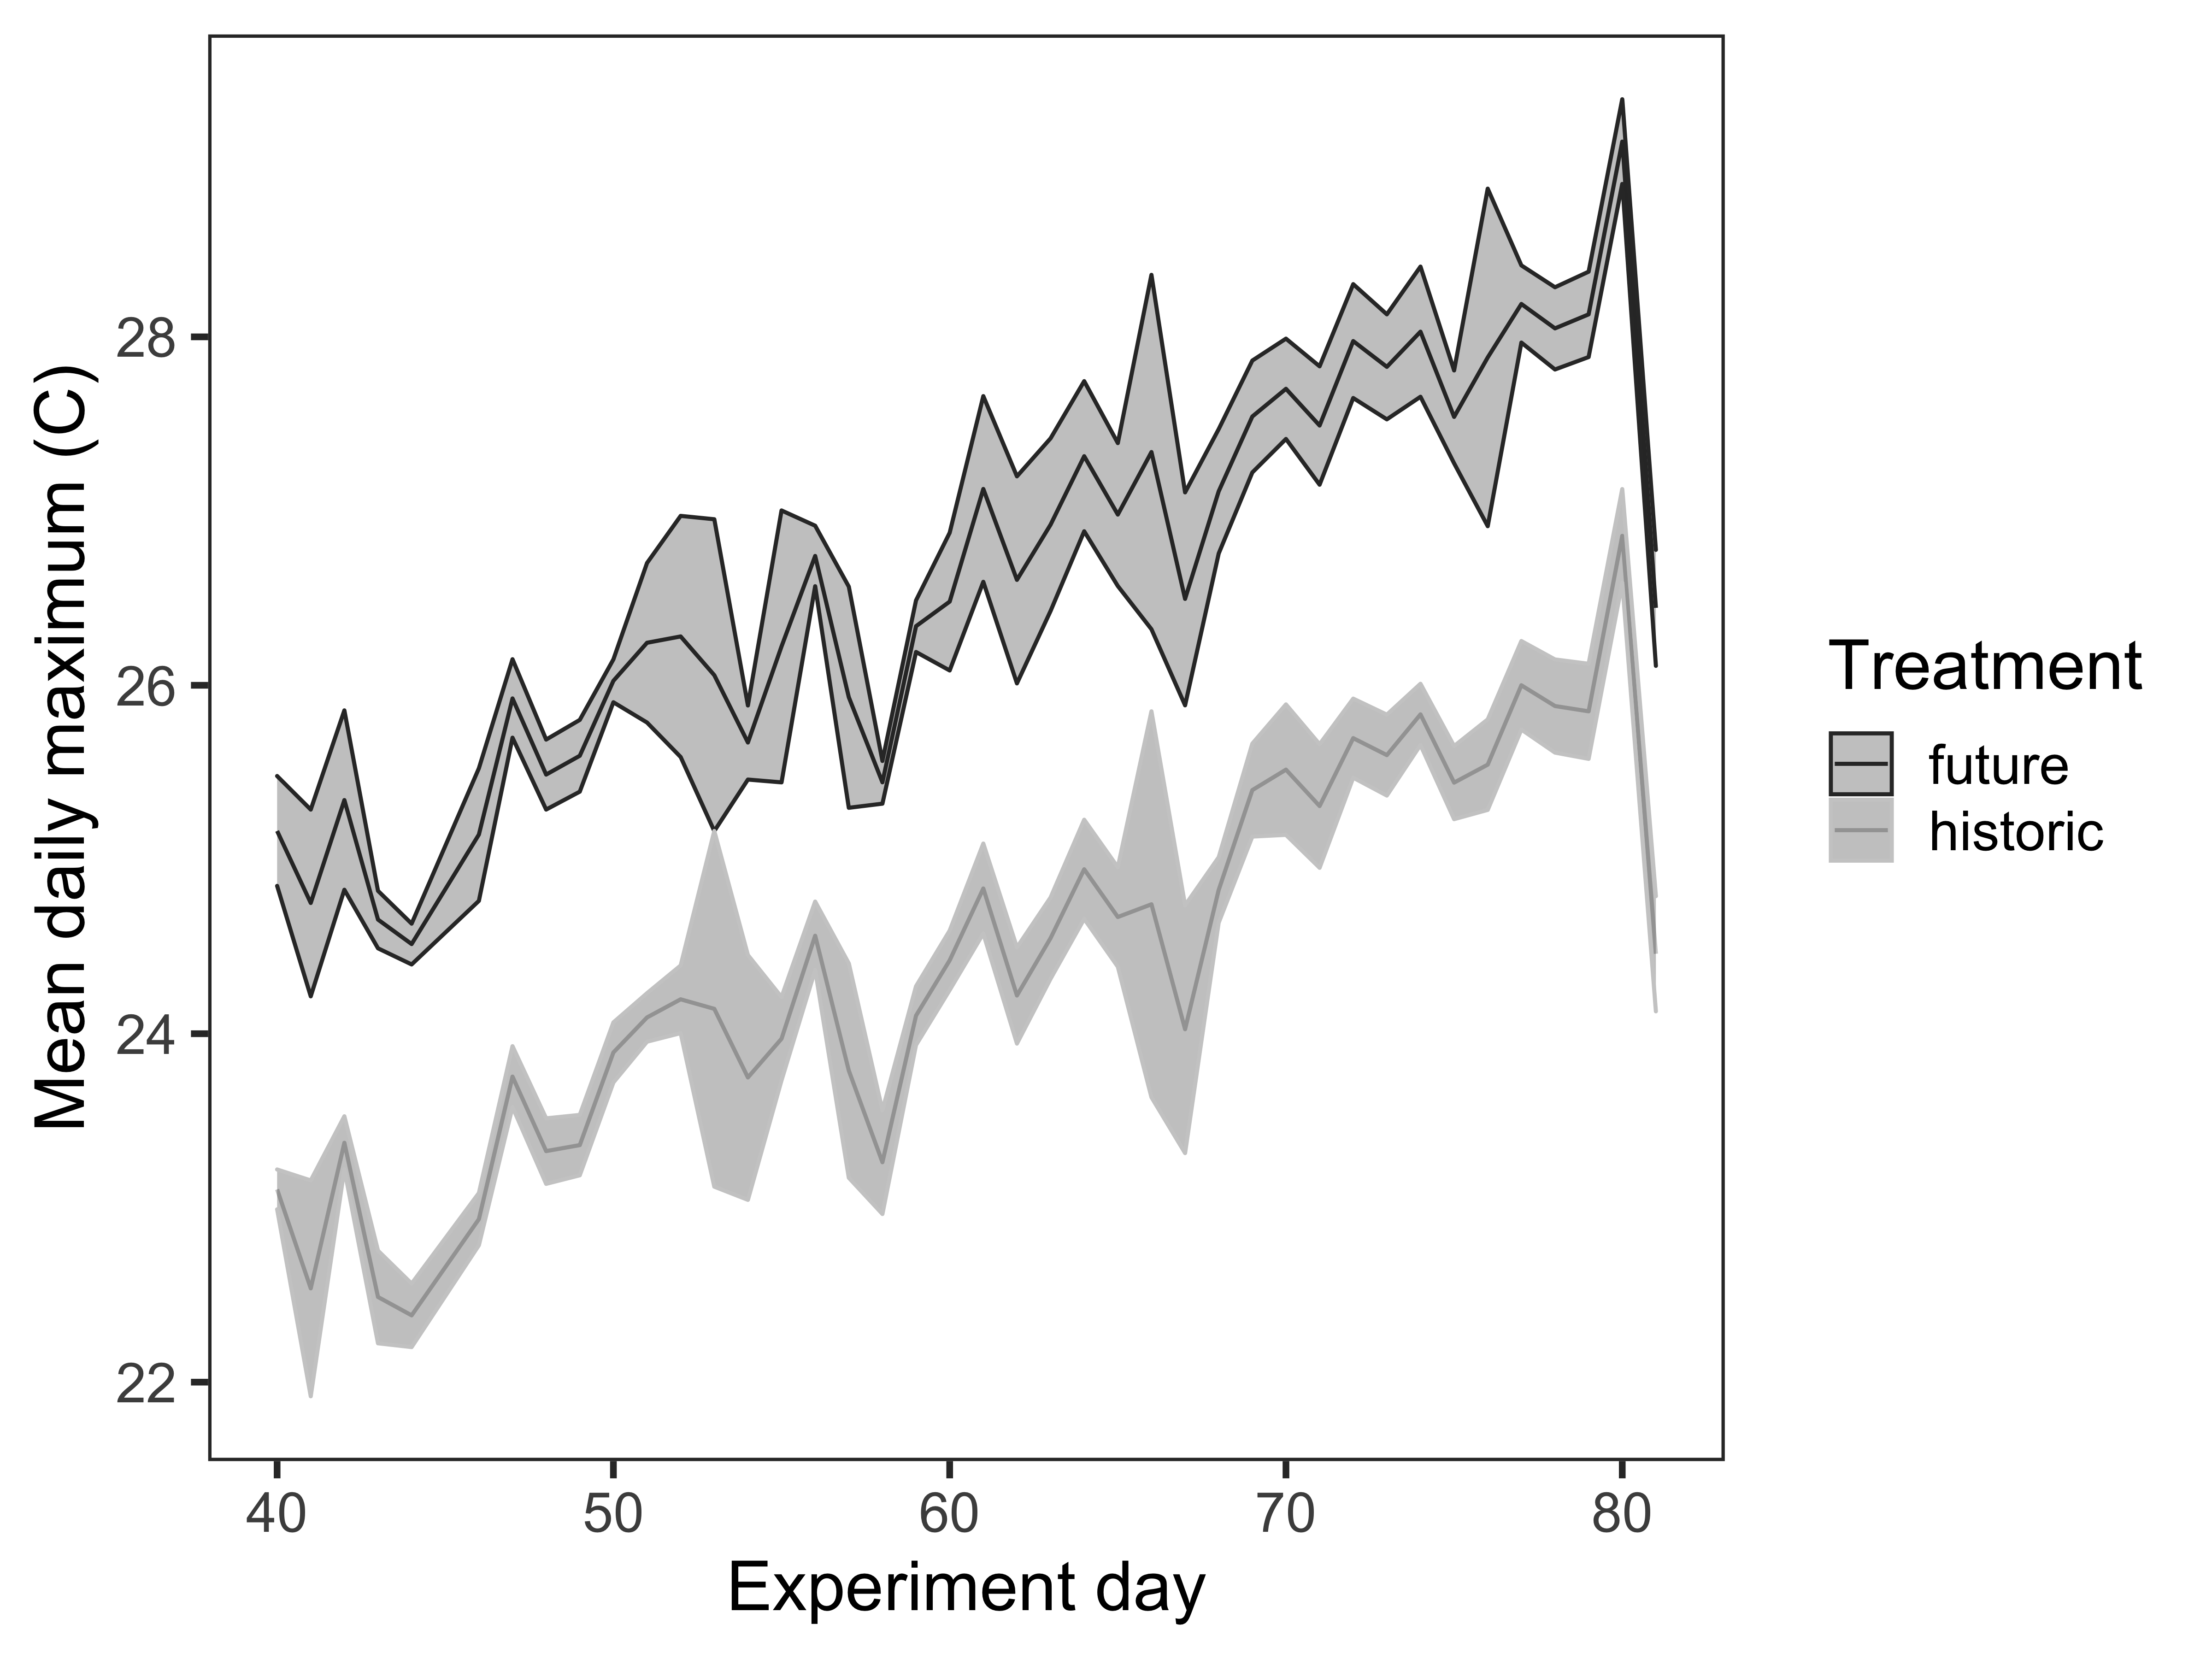 Mean daily maximum (C)
28
26
24
22
40 50 60 70 80
Experiment day
Treatment
future
historic